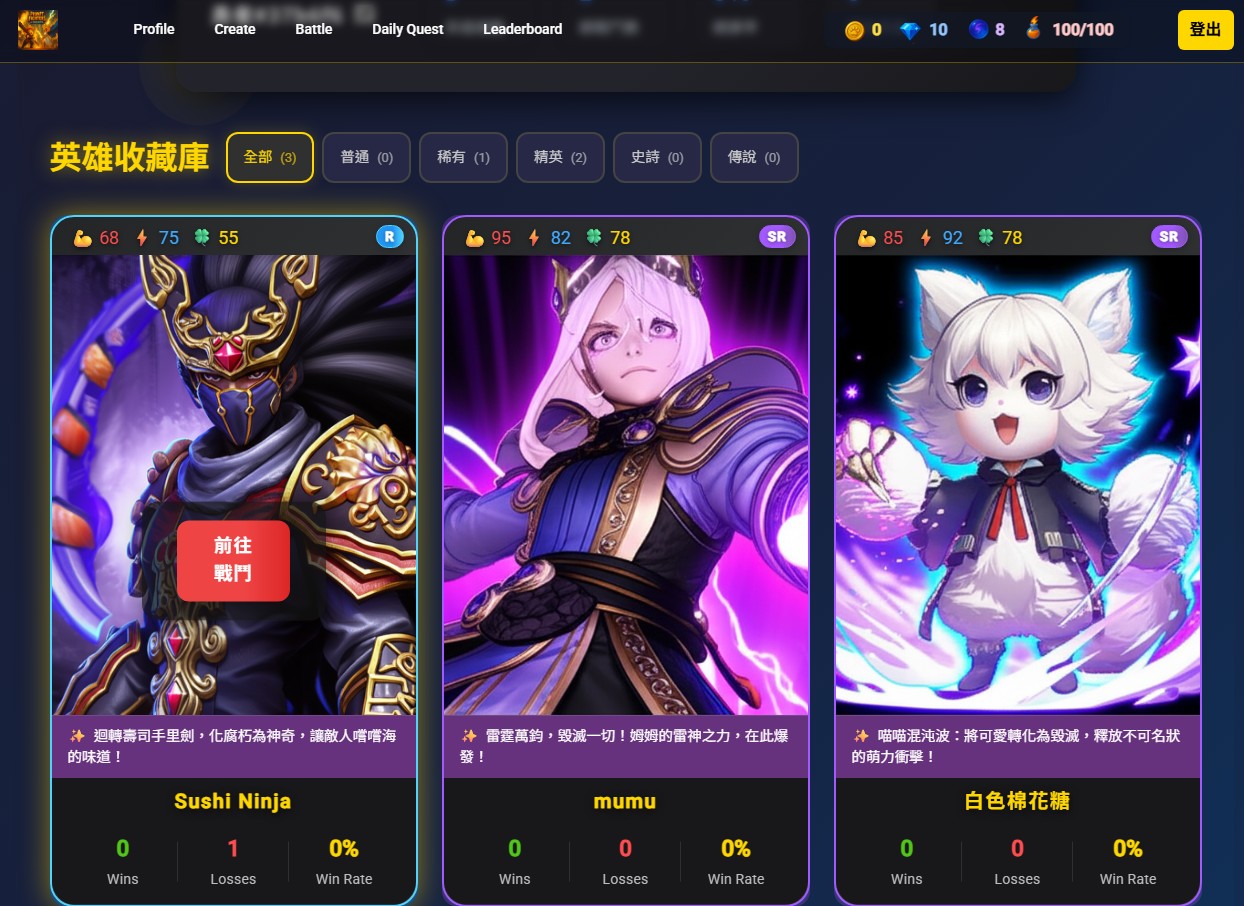 Profile Create Battle Daily Quest Leaderboard 0 10 8 100/100 登出
英雄收藏庫 全部 (3) 普通 (0) 稀有 (1) 精英 (2) 史詩 (0) 傳說 (0)
68 75 55 R
95 82 78 SR
85 92 78 SR
前往
戰鬥
迴轉壽司手里劍，化腐朽為神奇，讓敵人嚐嚐海
的味道！
雷霆萬鈞，毀滅一切！姆姆的雷神之力，在此爆
發！
喵喵混沌波：將可愛轉化為毀滅，釋放不可名狀
的萌力衝擊！
Sushi Ninja
mumu
白色棉花糖
0 1 0%
Wins Losses Win Rate
0 0 0%
Wins Losses Win Rate
0 0 0%
Wins Losses Win Rate